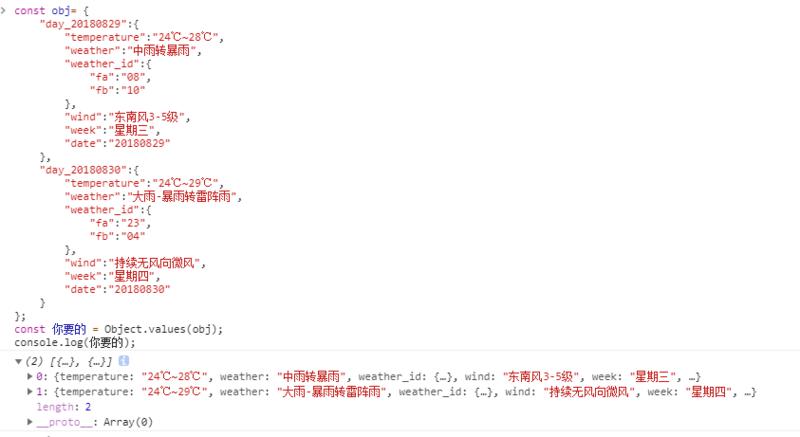 const obj= {
"day_20180829":{
"temperature":"24℃~28℃",
"weather":"中雨转暴雨",
"weather_id":{
"fa":"08",
"fb":"10"
},
"wind":"东南风3-5级",
"week":"星期三",
"date":"20180829"
},
"day_20180830":{
"temperature":"24℃~29℃",
"weather":"大雨-暴雨转雷阵雨",
"weather_id":{
"fa":"23",
"fb":"04"
},
"wind":"持续无风向微风",
"week":"星期四",
"date":"20180830"
}
};
const 你要的 = Object.values(obj);
console.log(你要的);
(2) [{…}, {…}]
0: {temperature: "24℃~28℃", weather: "中雨转暴雨", weather_id: {…}, wind: "东南风3-5级", week: "星期三", …}
1: {temperature: "24℃~29℃", weather: "大雨-暴雨转雷阵雨", weather_id: {…}, wind: "持续无风向微风", week: "星期四", …}
length: 2
__proto__: Array(0)